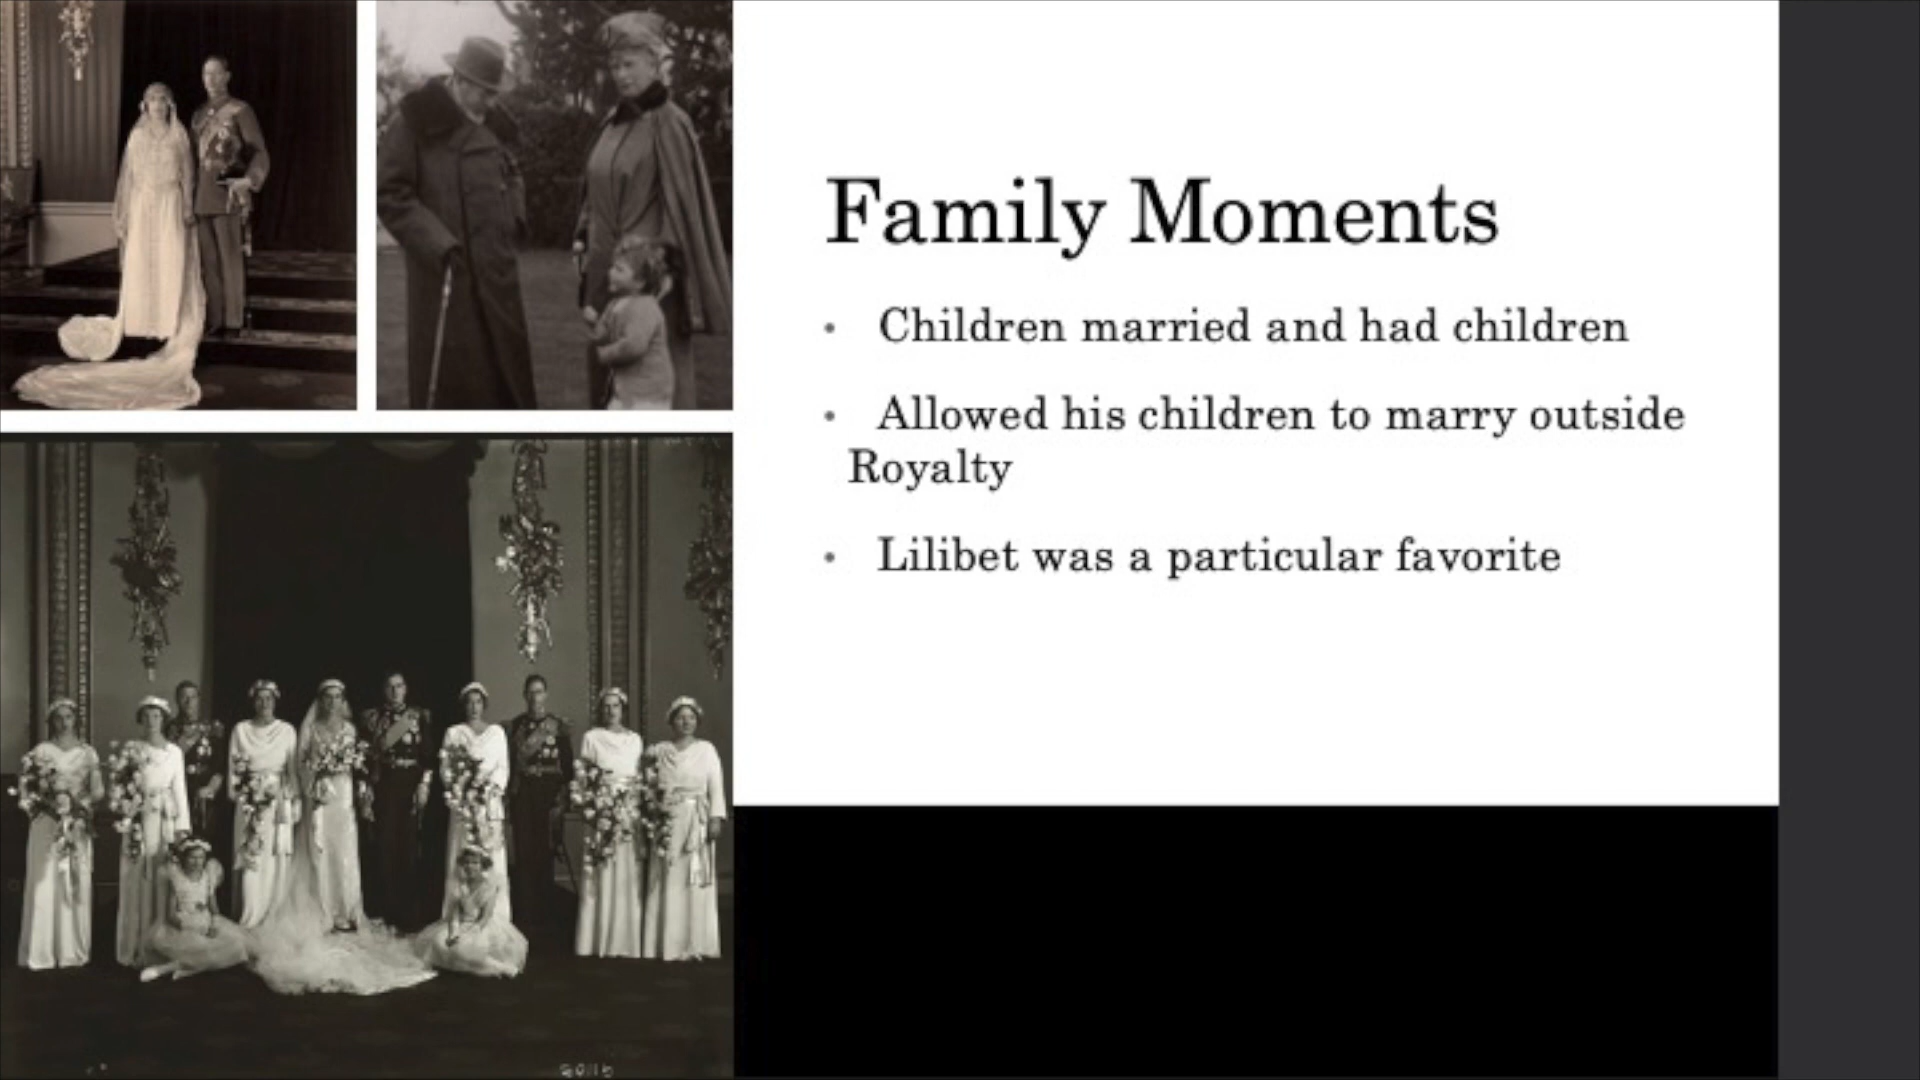 Family Moments
• Children married and had children
• Allowed his children to marry outside
Royalty
• Lilibet was a particular favorite